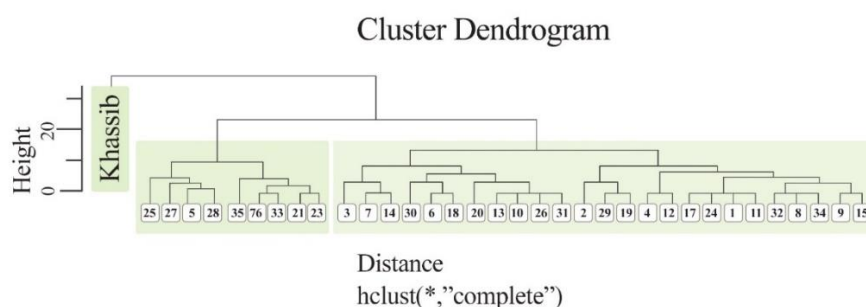 Cluster Dendrogram
Height
0
20
Khassib
25 27 5 28 35 76 33 21 23 3 7 14 30 6 18 20 13 10 26 31 2 29 19 4 12 17 24 1 11 32 8 34 9 15
Distance
hclust(*,”complete”)